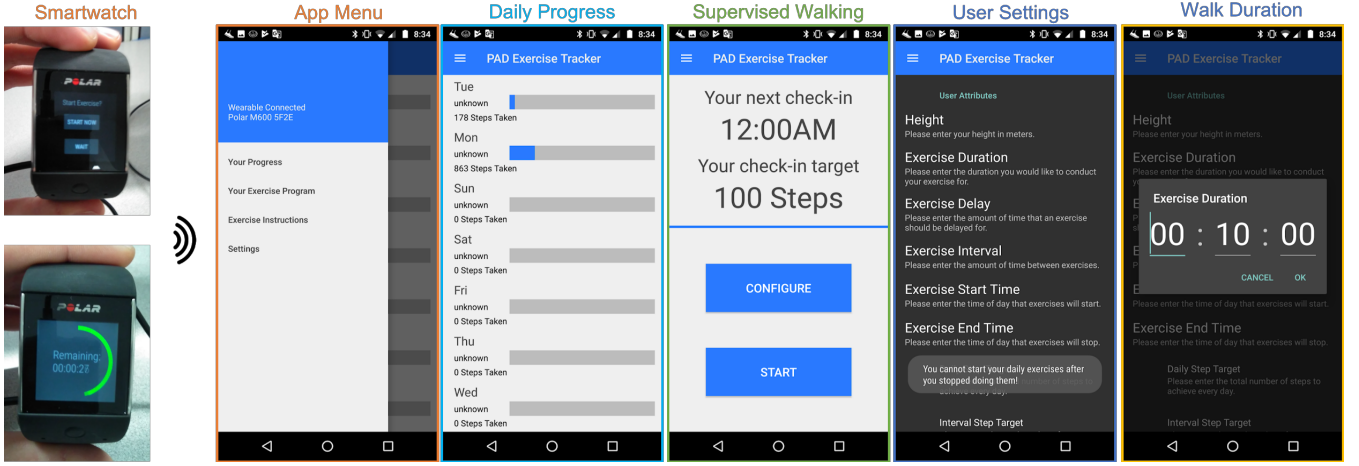 Smartwatch
POLAR
Start Exercise?
START NOW
WAIT
POLAR
Remaining:
App Menu
8:34
Wearable Connected
Polar M600 5F2E
Your Progress
Your Exercise Program
Exercise Instructions
Settings
Daily Progress
8:34
PAD Exercise Tracker
Tue
unknown
178 Steps Taken
Mon
unknown
863 Steps Taken
Sun
unknown
0 Steps Taken
Sat
unknown
0 Steps Taken
Fri
unknown
0 Steps Taken
Thu
unknown
0 Steps Taken
Wed
unknown
0 Steps Taken
Supervised Walking
8:34
PAD Exercise Tracker
Your next check-in
12:00AM
Your check-in target
100 Steps
CONFIGURE
START
User Settings
8:34
PAD Exercise Tracker
User Attributes
Height
Please enter your height in meters.
Exercise Duration
Please enter the duration you would like to conduct
your exercise for.
Exercise Delay
Please enter the amount of time that an exercise
should be delayed for.
Exercise Interval
Please enter the amount of time between exercises.
Exercise Start Time
Please enter the time of day that exercises will start.
Exercise End Time
Please enter the time of day that exercises will stop.
You cannot start your daily exercises after
you stopped doing them!
achieve every day.
Interval Step Target
Walk Duration
8:34
PAD Exercise Tracker
User Attributes
Height
Please enter your height in meters.
Exercise Duration
Please enter the duration you would like to conduct
Exercise Duration
00 : 10 : 00
CANCEL OK
Please enter the time of day that exercises will start.
Exercise End Time
Please enter the time of day that exercises will stop.
Daily Step Target
Please enter the total number of steps to
achieve every day.
Interval Step Target